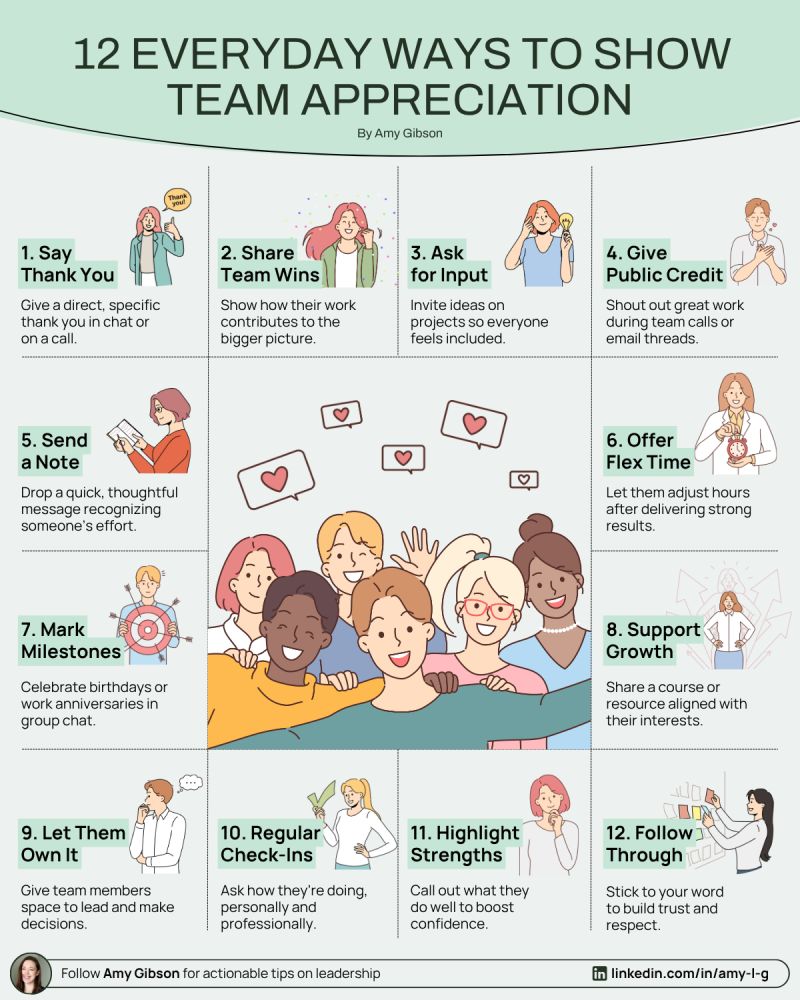 12 EVERYDAY WAYS TO SHOW
TEAM APPRECIATION
By Amy Gibson
Thank
you!
1. Say
Thank You
Give a direct, specific
thank you in chat or
on a call.
2. Share
Team Wins
Show how their work
contributes to the
bigger picture.
3. Ask
for Input
Invite ideas on
projects so everyone
feels included.
4. Give
Public Credit
Shout out great work
during team calls or
email threads.
5. Send
a Note
Drop a quick, thoughtful
message recognizing
someone's effort.
6. Offer
Flex Time
Let them adjust hours
after delivering strong
results.
7. Mark
Milestones
Celebrate birthdays or
work anniversaries in
group chat.
8. Support
Growth
Share a course or
resource aligned with
their interests.
9. Let Them
Own It
Give team members
space to lead and make
decisions.
10. Regular
Check-Ins
Ask how they're doing,
personally and
professionally.
11. Highlight
Strengths
Call out what they
do well to boost
confidence.
12. Follow
Through
Stick to your word
to build trust and
respect.
Follow Amy Gibson for actionable tips on leadership
in linkedin.com/in/amy-l-g